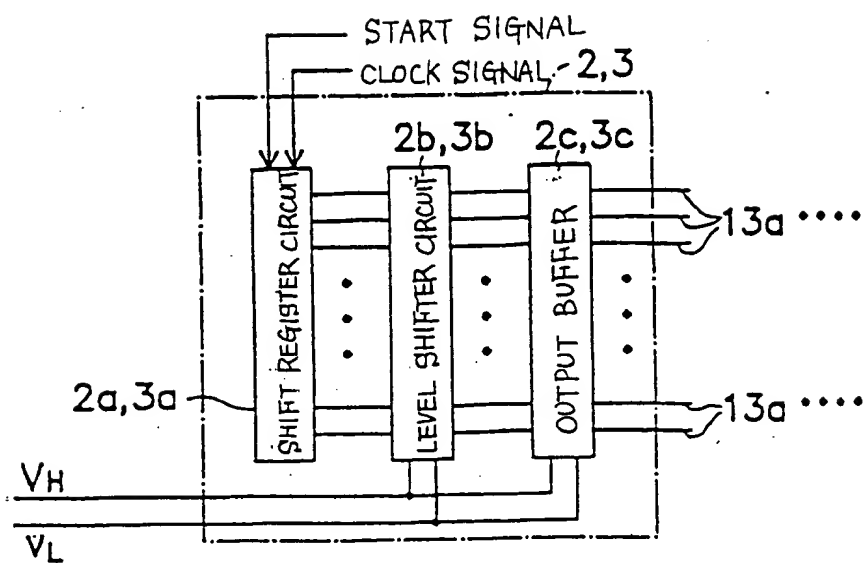 START SIGNAL
CLOCK SIGNAL
2,3
2b,3b
2c,3c
SHIFT REGISTER CIRCUIT
LEVEL SHIFTER CIRCUIT
OUTPUT BUFFER
13a ····
2a,3a
13a ····
VH
VL